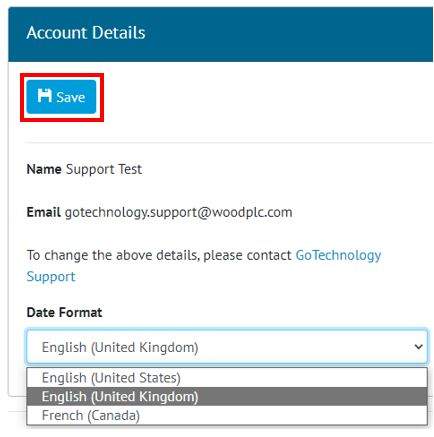 Account Details
Save
Name Support Test
Email gotechnology.support@woodplc.com
To change the above details, please contact GoTechnology
Support
Date Format
English (United Kingdom)
English (United States)
English (United Kingdom)
French (Canada)